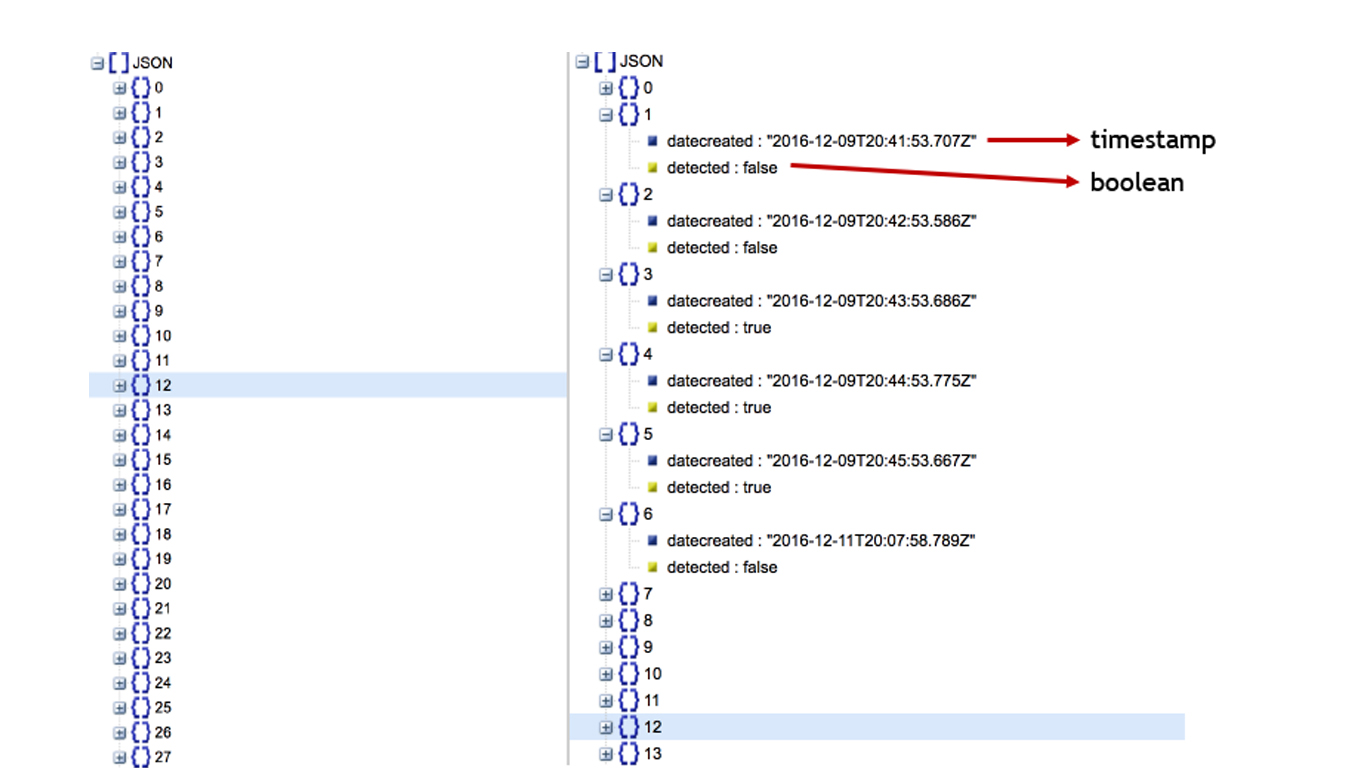 JSON
0
1
2
3
4
5
6
7
8
9
10
11
12
13
14
15
16
17
18
19
20
21
22
23
24
25
26
27
JSON
0
1
datecreated : "2016-12-09T20:41:53.707Z"
timestamp
detected : false
boolean
2
datecreated : "2016-12-09T20:42:53.586Z"
detected : false
3
datecreated : "2016-12-09T20:43:53.686Z"
detected : true
4
datecreated : "2016-12-09T20:44:53.775Z"
detected : true
5
datecreated : "2016-12-09T20:45:53.667Z"
detected : true
6
datecreated : "2016-12-11T20:07:58.789Z"
detected : false
7
8
9
10
11
12
13